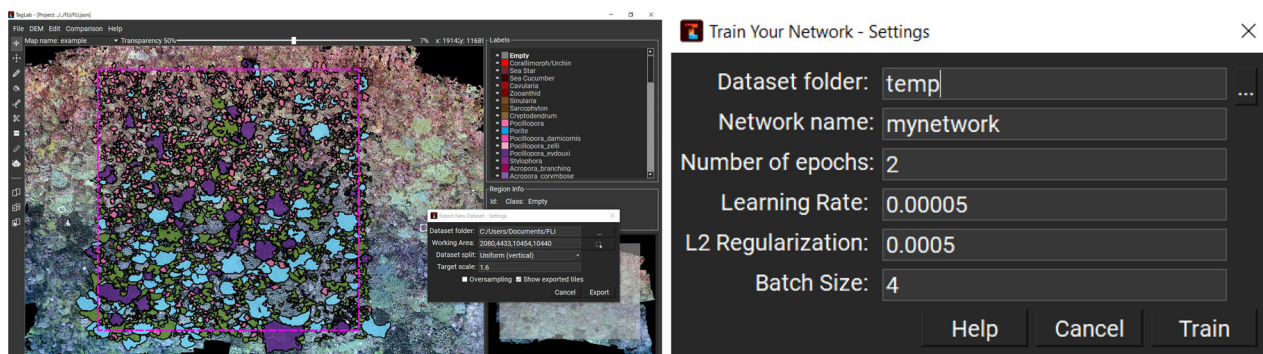 TagLab - [Project ../../FLI/FLI.json]
File DEM Edit Comparison Help
Map name: example Transparency 50% 7% x: 1914 y: 1168
Labels
Empty
Corallimorph/Urchin
Sea Star
Sea Cucumber
Cavularia
Zooanthid
Sinularia
Sarcophyton
Cryptodendrum
Pocillopora
Porite
Pocillopora_damicornis
Pocillopora_zelli
Pocillopora_eydouxi
Stylophora
Acropora_branching
Acropora_corymbose
Region Info
Id: Class: Empty
Export New Dataset - Settings
Dataset folder: C:/Users/Documents/FLI ...
Working Area: 2080,4433,10454,10440
Dataset split: Uniform (vertical)
Target scale: 1.6
Oversampling Show exported tiles
Cancel Export
Train Your Network - Settings
Dataset folder: temp ...
Network name: mynetwork
Number of epochs: 2
Learning Rate: 0.00005
L2 Regularization: 0.0005
Batch Size: 4
Help Cancel Train